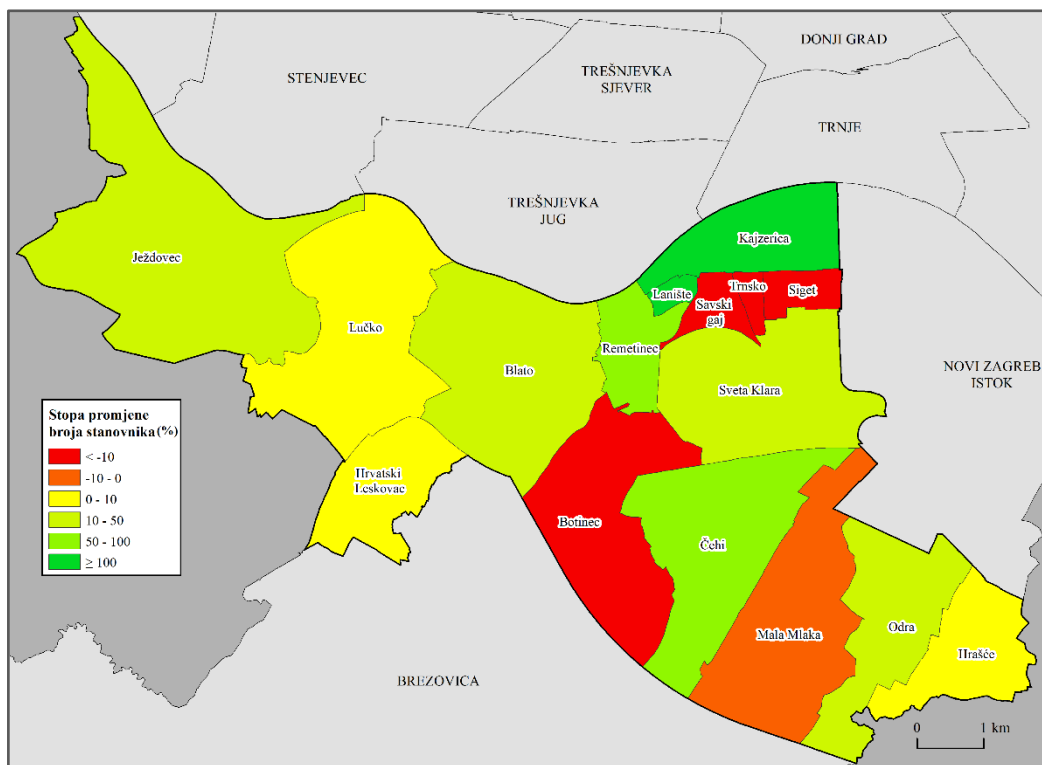 DONJI GRAD
STENJEVEC
TREŠNJEVKA
SJEVER
TRNJE
TREŠNJEVKA
JUG
Kajzerica
Ježdovec
Lanište
Trnsko
Siget
Savski
gaj
Lučko
Remetinec
Blato
NOVI ZAGREB
ISTOK
Sveta Klara
Stopa promjene
broja stanovnika (%)
< -10
-10 - 0
0 - 10
10 - 50
50 - 100
≥ 100
Hrvatski
Leskovac
Botinec
Čehi
Mala Mlaka
Odra
Hrašće
BREZOVICA
0 1 km